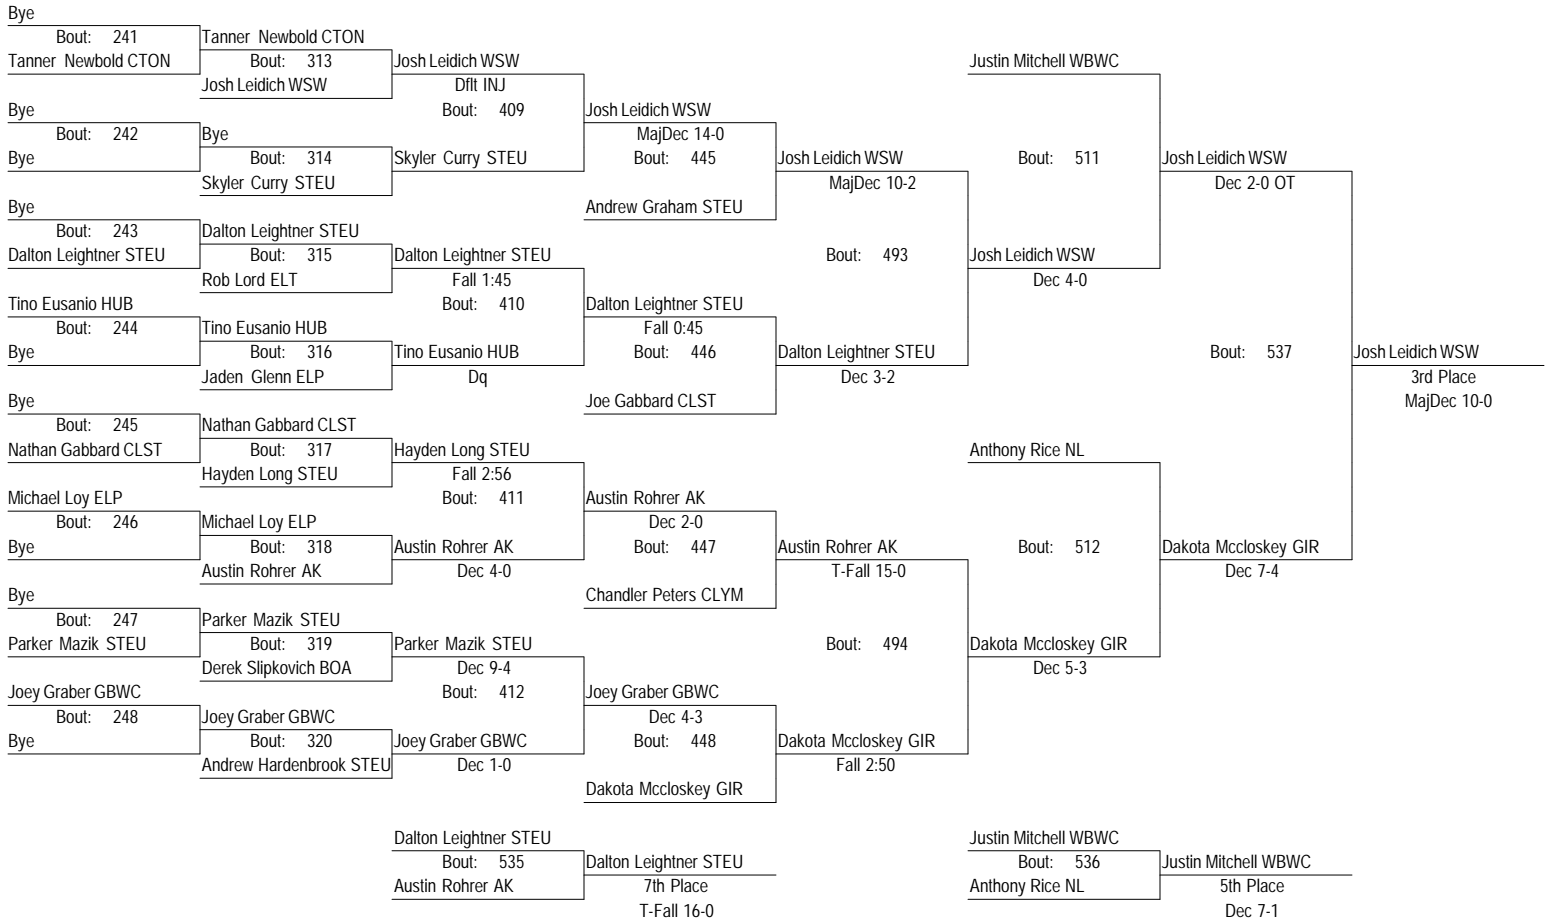 Bye
Bout: 241
Tanner Newbold CTON
Tanner Newbold CTON
Bout: 313
Josh Leidich WSW
Josh Leidich WSW
Dflt INJ
Bout: 409
Bye
Bout: 242
Bye
Bye
Bout: 314
Skyler Curry STEU
Skyler Curry STEU
Josh Leidich WSW
MajDec 14-0
Bout: 445
Andrew Graham STEU
Josh Leidich WSW
MajDec 10-2
Bout: 493
Bye
Bout: 243
Dalton Leightner STEU
Dalton Leightner STEU
Bout: 315
Rob Lord ELT
Dalton Leightner STEU
Fall 1:45
Bout: 410
Tino Eusanio HUB
Bout: 244
Bye
Tino Eusanio HUB
Bout: 316
Jaden Glenn ELP
Tino Eusanio HUB
Dq
Dalton Leightner STEU
Fall 0:45
Bout: 446
Joe Gabbard CLST
Dalton Leightner STEU
Dec 3-2
Justin Mitchell WBWC
Bout: 511
Josh Leidich WSW
Dec 4-0
Josh Leidich WSW
Dec 2-0 OT
Bout: 537
Josh Leidich WSW
3rd Place
MajDec 10-0
Bye
Bout: 245
Nathan Gabbard CLST
Nathan Gabbard CLST
Bout: 317
Hayden Long STEU
Hayden Long STEU
Fall 2:56
Bout: 411
Michael Loy ELP
Bout: 246
Bye
Michael Loy ELP
Bout: 318
Austin Rohrer AK
Austin Rohrer AK
Dec 4-0
Austin Rohrer AK
Dec 2-0
Bout: 447
Chandler Peters CLYM
Austin Rohrer AK
T-Fall 15-0
Bout: 494
Bye
Bout: 247
Parker Mazik STEU
Parker Mazik STEU
Bout: 319
Derek Slipkovich BOA
Parker Mazik STEU
Dec 9-4
Bout: 412
Joey Graber GBWC
Bout: 248
Bye
Joey Graber GBWC
Bout: 320
Andrew Hardenbrook STEU
Joey Graber GBWC
Dec 1-0
Joey Graber GBWC
Dec 4-3
Bout: 448
Dakota Mccloskey GIR
Dakota Mccloskey GIR
Fall 2:50
Anthony Rice NL
Bout: 512
Dakota Mccloskey GIR
Dec 5-3
Dakota Mccloskey GIR
Dec 7-4
Dalton Leightner STEU
Bout: 535
Austin Rohrer AK
Dalton Leightner STEU
7th Place
T-Fall 16-0
Justin Mitchell WBWC
Bout: 536
Anthony Rice NL
Justin Mitchell WBWC
5th Place
Dec 7-1